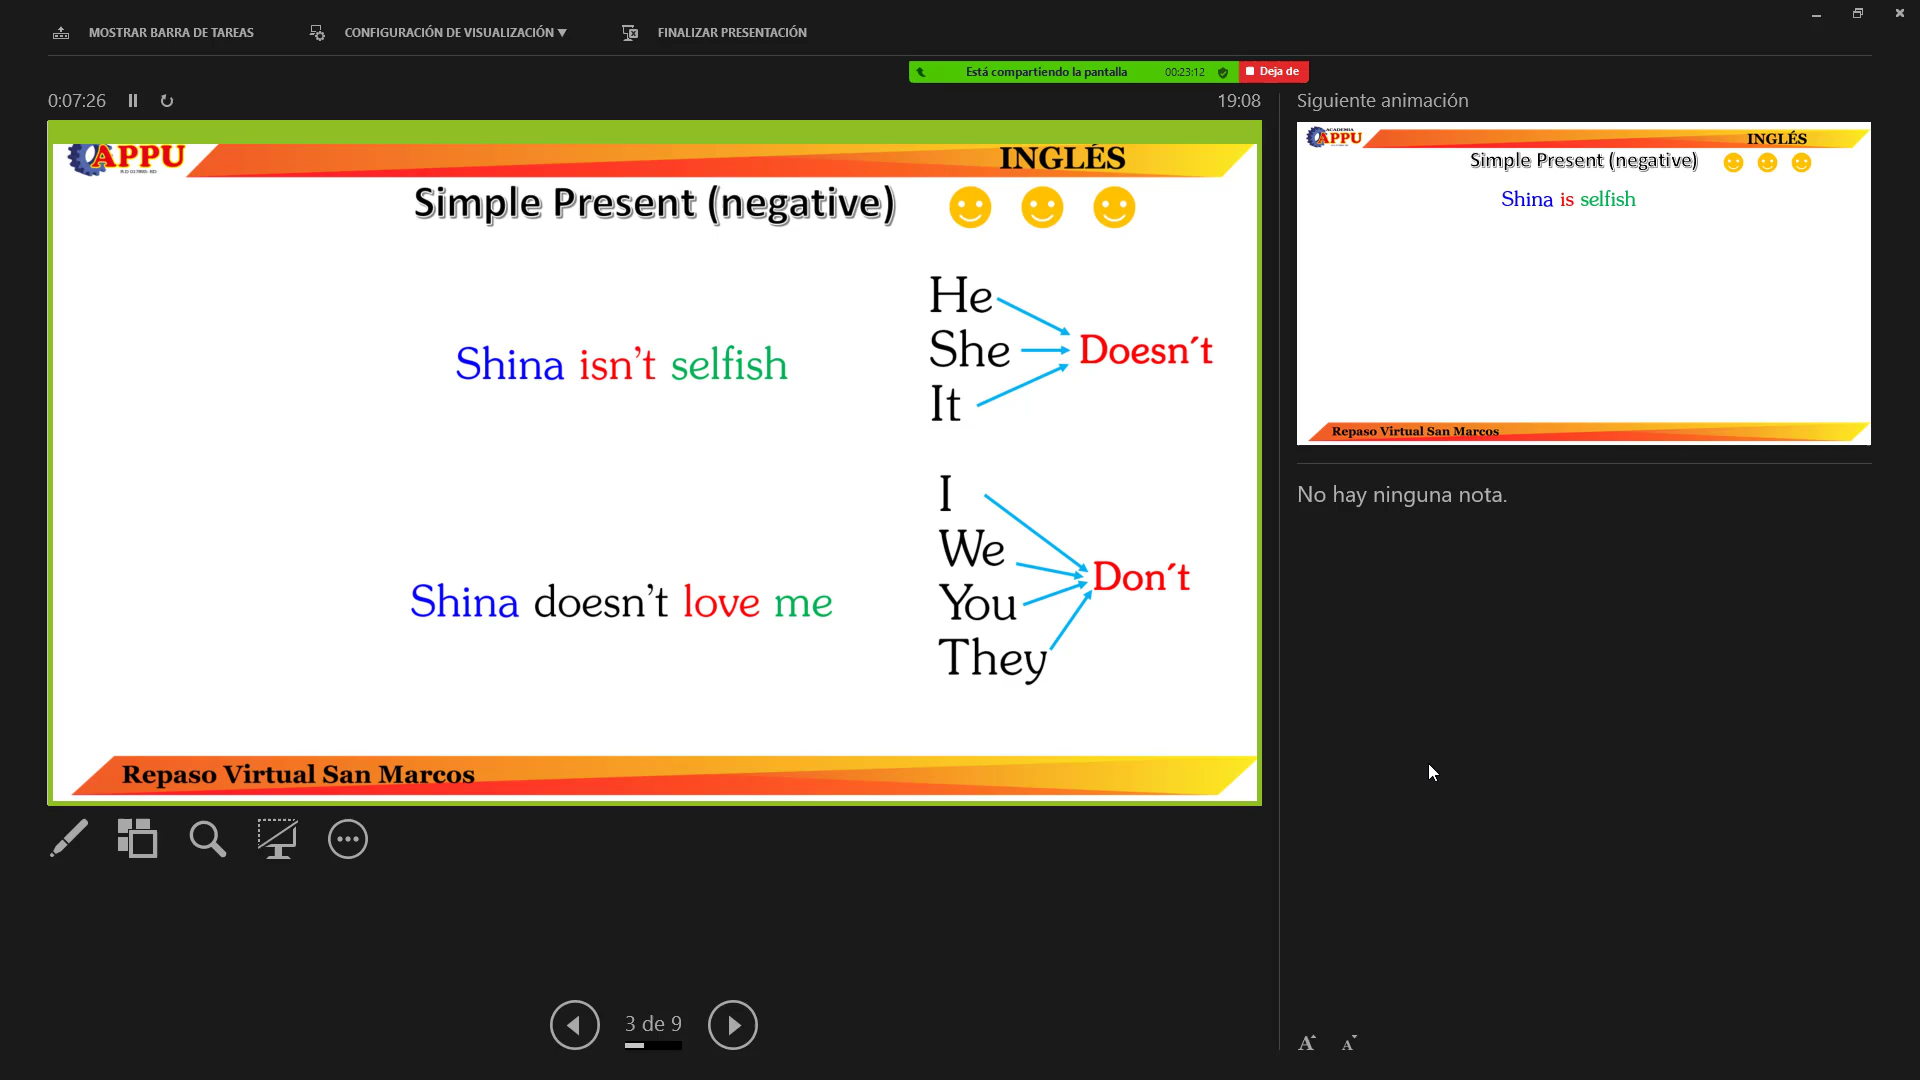 MOSTRAR BARRA DE TAREAS
CONFIGURACIÓN DE VISUALIZACIÓN ▼
FINALIZAR PRESENTACIÓN
Está compartiendo la pantalla
00:23:12
Deja de
0:07:26
19:08
Siguiente animación
APPU
INGLÉS
Simple Present (negative)
He
She
It
Doesn´t
Shina isn't selfish
I
We
You
They
Don´t
Shina doesn't love me
Repaso Virtual San Marcos
ACADEMIA
APPU
INGLÉS
Simple Present (negative)
Shina is selfish
Repaso Virtual San Marcos
No hay ninguna nota.
3 de 9
A
A